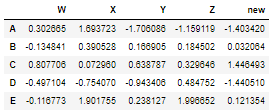 W X Y Z new
A 0.302665 1.693723 -1.706086 -1.159119 -1.403420
B -0.134841 0.390528 0.166905 0.184502 0.032064
C 0.807706 0.072960 0.638787 0.329646 1.446493
D -0.497104 -0.754070 -0.943406 0.484752 -1.440510
E -0.116773 1.901755 0.238127 1.996652 0.121354